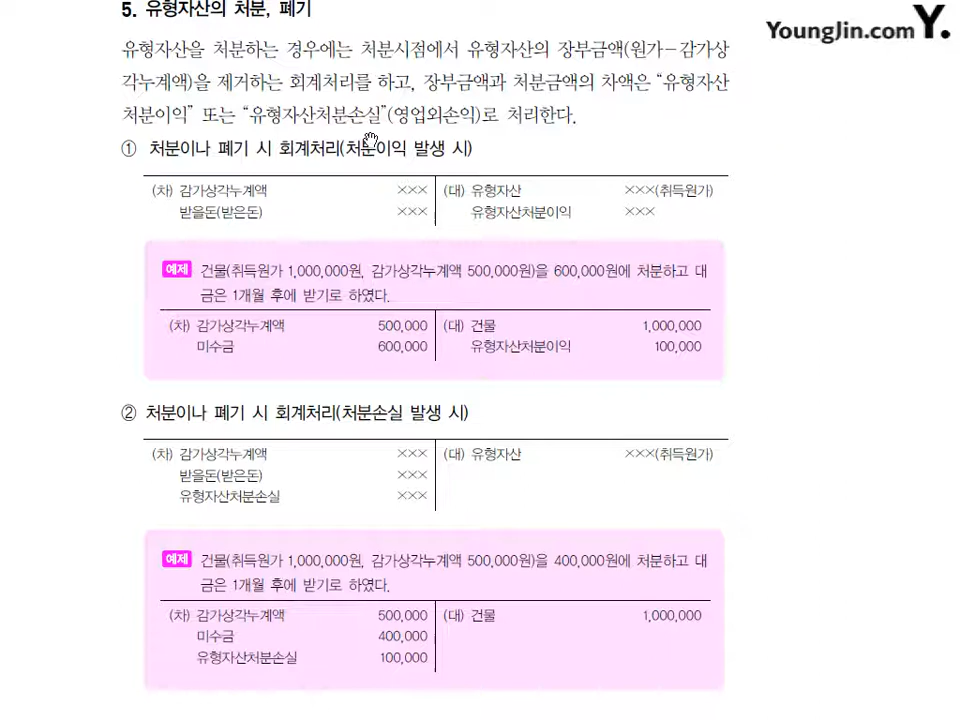 5. 유형자산의 처분, 폐기
YoungJin.com Y.
유형자산을 처분하는 경우에는 처분시점에서 유형자산의 장부금액(원가-감가상
각누계액)을 제거하는 회계처리를 하고, 장부금액과 처분금액의 차액은 “유형자산
처분이익” 또는 “유형자산처분손실”(영업외손익)로 처리한다.
① 처분이나 폐기 시 회계처리(처분이익 발생 시)
(차) 감가상각누계액 ××× (대) 유형자산 ×××(취득원가)
받을돈(받은돈) ××× 유형자산처분이익 ×××
예제 건물(취득원가 1,000,000원, 감가상각누계액 500,000원)을 600,000원에 처분하고 대
금은 1개월 후에 받기로 하였다.
(차) 감가상각누계액 500,000 (대) 건물 1,000,000
미수금 600,000 유형자산처분이익 100,000
② 처분이나 폐기 시 회계처리(처분손실 발생 시)
(차) 감가상각누계액 ××× (대) 유형자산 ×××(취득원가)
받을돈(받은돈) ×××
유형자산처분손실 ×××
예제 건물(취득원가 1,000,000원, 감가상각누계액 500,000원)을 400,000원에 처분하고 대
금은 1개월 후에 받기로 하였다.
(차) 감가상각누계액 500,000 (대) 건물 1,000,000
미수금 400,000
유형자산처분손실 100,000